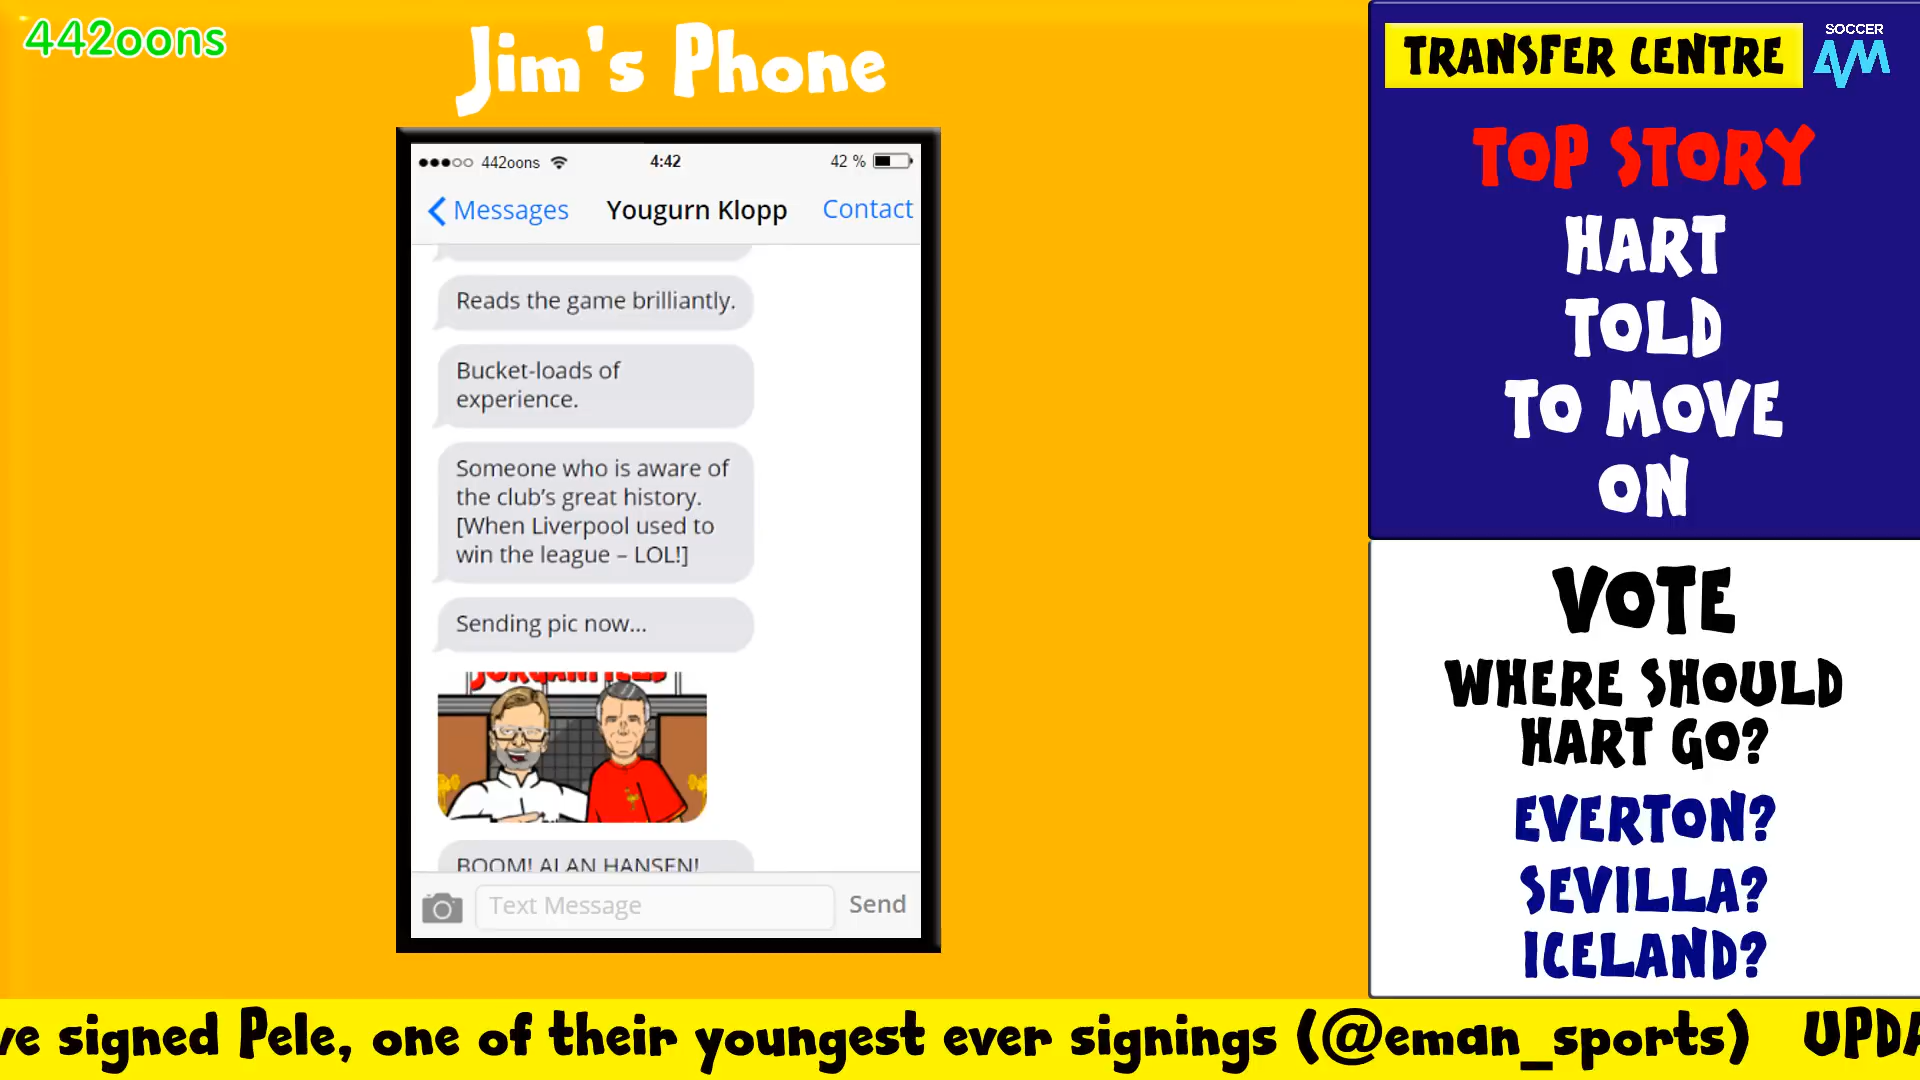 442oons
Jim's Phone
442oons
4:42
42 %
Messages
Yougurn Klopp
Contact
Reads the game brilliantly.
Bucket-loads of
experience.
Someone who is aware of
the club's great history.
[When Liverpool used to
win the league – LOL!]
Sending pic now...
JURGANFIELD
BOOM! ALAN HANSEN!
Text Message
Send
TRANSFER CENTRE
SOCCER
AM
TOP STORY
HART
TOLD
TO MOVE
ON
VOTE
WHERE SHOULD
HART GO?
EVERTON?
SEVILLA?
ICELAND?
ve signed Pele, one of their youngest ever signings (@eman_sports) UPDA